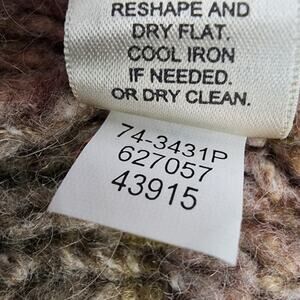 RESHAPE AND
DRY FLAT.
COOL IRON
IF NEEDED.
OR DRY CLEAN.
74-3431P
627057
43915